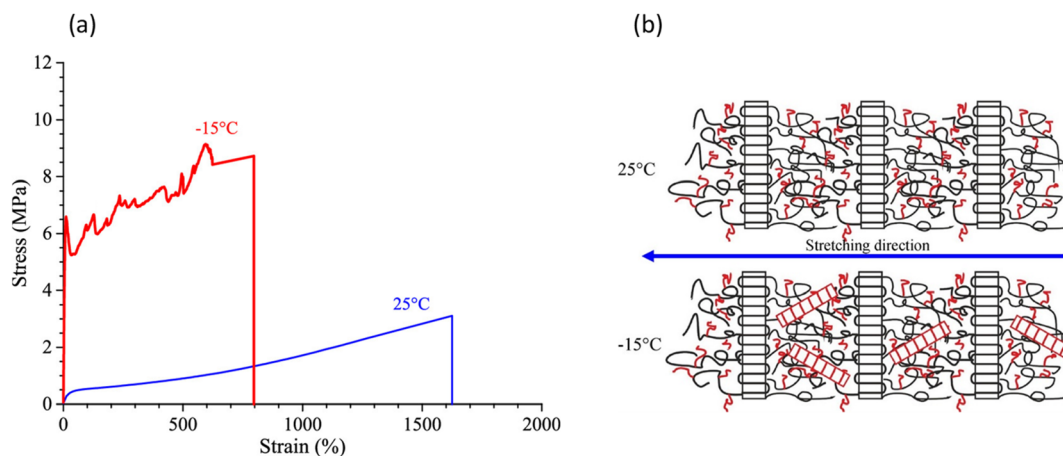 (a)
(b)
12
10
8
6
4
2
0
Stress (MPa)
-15°C
25°C
0
500
1000
1500
2000
Strain (%)
25°C
Stretching direction
-15°C